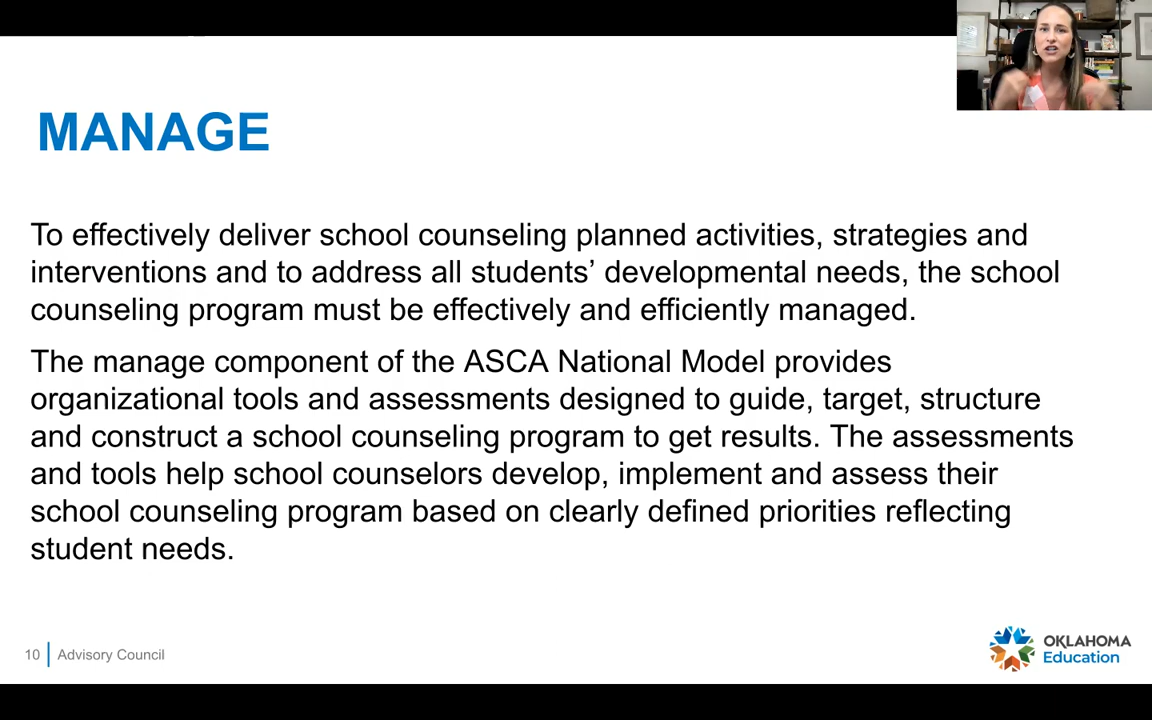 MANAGE
To effectively deliver school counseling planned activities, strategies and
interventions and to address all students’ developmental needs, the school
counseling program must be effectively and efficiently managed.
The manage component of the ASCA National Model provides
organizational tools and assessments designed to guide, target, structure
and construct a school counseling program to get results. The assessments
and tools help school counselors develop, implement and assess their
school counseling program based on clearly defined priorities reflecting
student needs.
10 Advisory Council
OKLAHOMA
Education